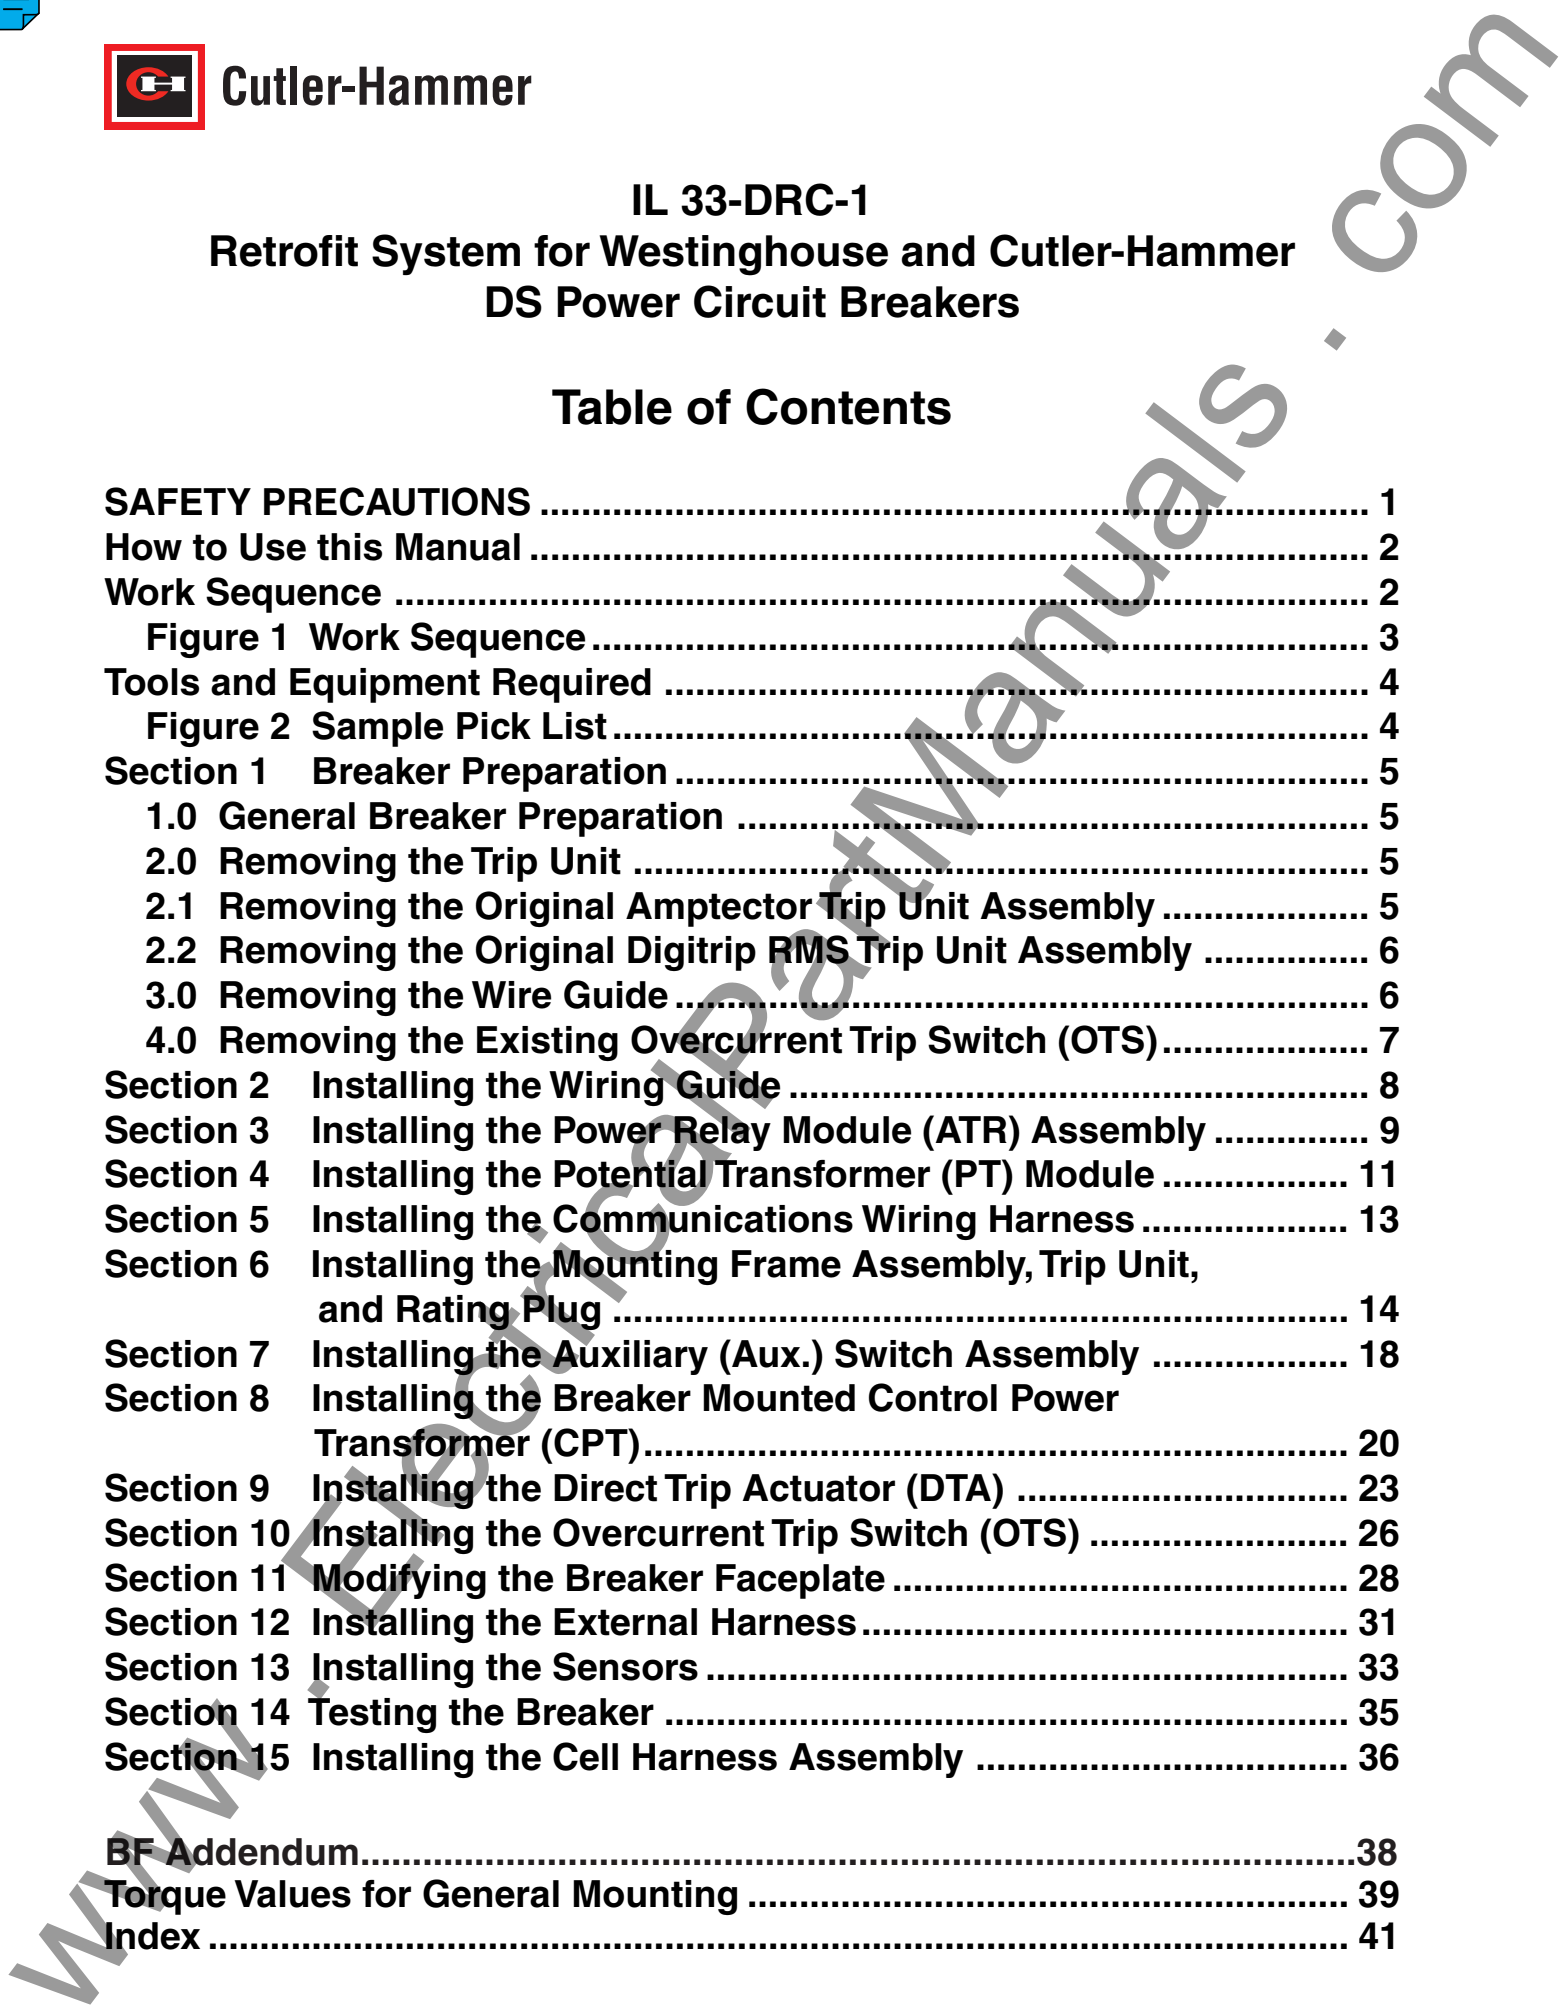 Cutler-Hammer
IL 33-DRC-1
Retrofit System for Westinghouse and Cutler-Hammer
DS Power Circuit Breakers
Table of Contents
SAFETY PRECAUTIONS ................................................................................ 1
How to Use this Manual ................................................................................. 2
Work Sequence .............................................................................................. 2
Figure 1 Work Sequence ........................................................................... 3
Tools and Equipment Required .................................................................... 4
Figure 2 Sample Pick List ......................................................................... 4
Section 1 Breaker Preparation ................................................................... 5
1.0 General Breaker Preparation ............................................................. 5
2.0 Removing the Trip Unit ....................................................................... 5
2.1 Removing the Original Amptector Trip Unit Assembly .................... 5
2.2 Removing the Original Digitrip RMS Trip Unit Assembly ................ 6
3.0 Removing the Wire Guide ................................................................... 6
4.0 Removing the Existing Overcurrent Trip Switch (OTS) .................... 7
Section 2 Installing the Wiring Guide ........................................................ 8
Section 3 Installing the Power Relay Module (ATR) Assembly ............... 9
Section 4 Installing the Potential Transformer (PT) Module .................. 11
Section 5 Installing the Communications Wiring Harness .................... 13
Section 6 Installing the Mounting Frame Assembly, Trip Unit,
and Rating Plug ....................................................................... 14
Section 7 Installing the Auxiliary (Aux.) Switch Assembly ................... 18
Section 8 Installing the Breaker Mounted Control Power
Transformer (CPT) .................................................................... 20
Section 9 Installing the Direct Trip Actuator (DTA) ................................ 23
Section 10 Installing the Overcurrent Trip Switch (OTS) ......................... 26
Section 11 Modifying the Breaker Faceplate ............................................ 28
Section 12 Installing the External Harness ............................................... 31
Section 13 Installing the Sensors .............................................................. 33
Section 14 Testing the Breaker .................................................................. 35
Section 15 Installing the Cell Harness Assembly .................................... 36
BF Addendum................................................................................................38
Torque Values for General Mounting .......................................................... 39
Index .............................................................................................................. 41
www . ElectricalPartManuals . com